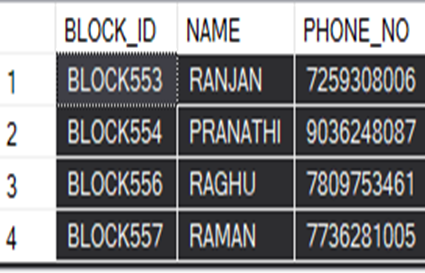 BLOCK_ID NAME PHONE_NO
1 BLOCK553 RANJAN 7259308006
2 BLOCK554 PRANATHI 9036248087
3 BLOCK556 RAGHU 7809753461
4 BLOCK557 RAMAN 7736281005